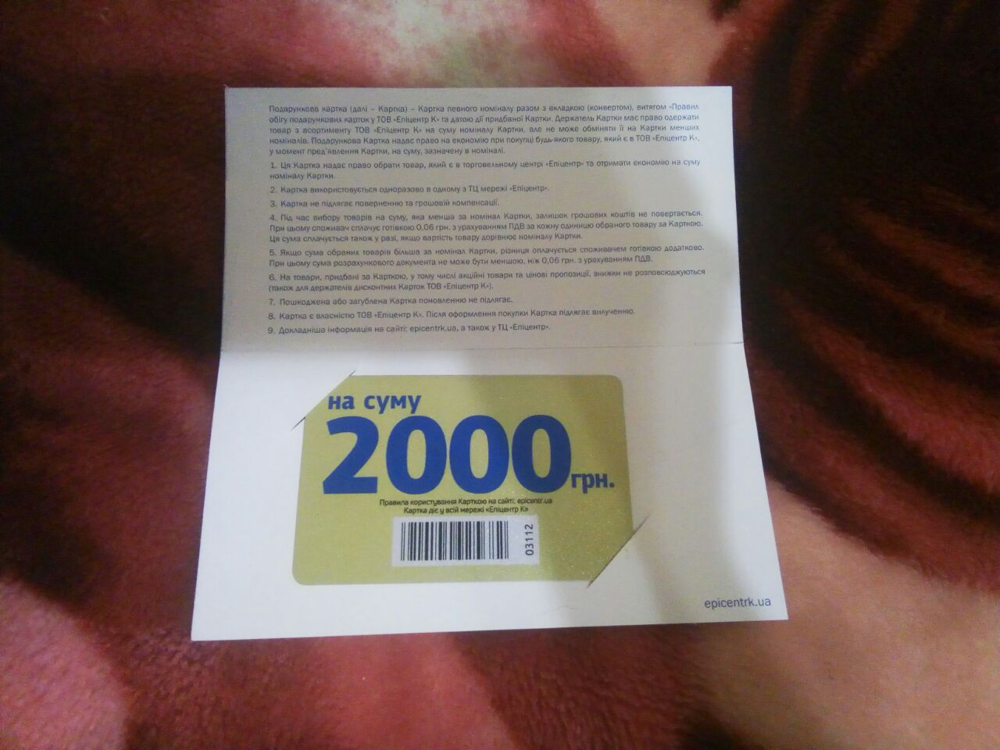 Подарункова картка (далі – Картка) – Картка певного номіналу разом з вкладкою (конвертом), витягом «Правил
обігу подарункових карток у ТОВ «Епіцентр К» та датою дії придбаної Картки. Держатель Картки має право одержати
товар з асортименту ТОВ «Епіцентр К» на суму номіналу Картки, але не може обміняти її на Картки менших
номіналів. Подарункова Картка надає право на економію при покупці будь-якого товару, який є в ТОВ «Епіцентр К»,
у момент пред'явлення Картки, на суму, зазначену в номіналі.
1. Ця Картка надає право обрати товар, який є в торговельному центрі «Епіцентр» та отримати економію на суму
номіналу Картки.
2. Картка використовується одноразово в одному з ТЦ мережі «Епіцентр».
3. Картка не підлягає поверненню та грошовій компенсації.
4. Під час вибору товарів на суму, яка менша за номінал Картки, залишок грошових коштів не повертається.
При цьому споживач сплачує готівкою 0,06 грн. з урахуванням ПДВ за кожну одиницю обраного товару за Карткою.
Ця сума сплачується також у разі, якщо вартість товару дорівнює номіналу Картки.
5. Якщо сума обраних товарів більша за номінал Картки, різниця оплачується споживачем готівкою додатково.
При цьому сума розрахункового документа не може бути меншою, ніж 0,06 грн. з урахуванням ПДВ.
6. На товари, придбані за Карткою, у тому числі акційні товари та цінові пропозиції, знижки не розповсюджуються
(також для держателів дисконтних Карток ТОВ «Епіцентр К»).
7. Пошкоджена або загублена Картка поновленню не підлягає.
8. Картка є власністю ТОВ «Епіцентр К». Після оформлення покупки Картка підлягає вилученню.
9. Докладніша інформація на сайті: epicentrk.ua, а також у ТЦ «Епіцентр».
на суму
2000 грн.
Правила користування Карткою на сайті: epicentr.ua
Картка діє у всій мережі «Епіцентр К»
03112
epicentrk.ua